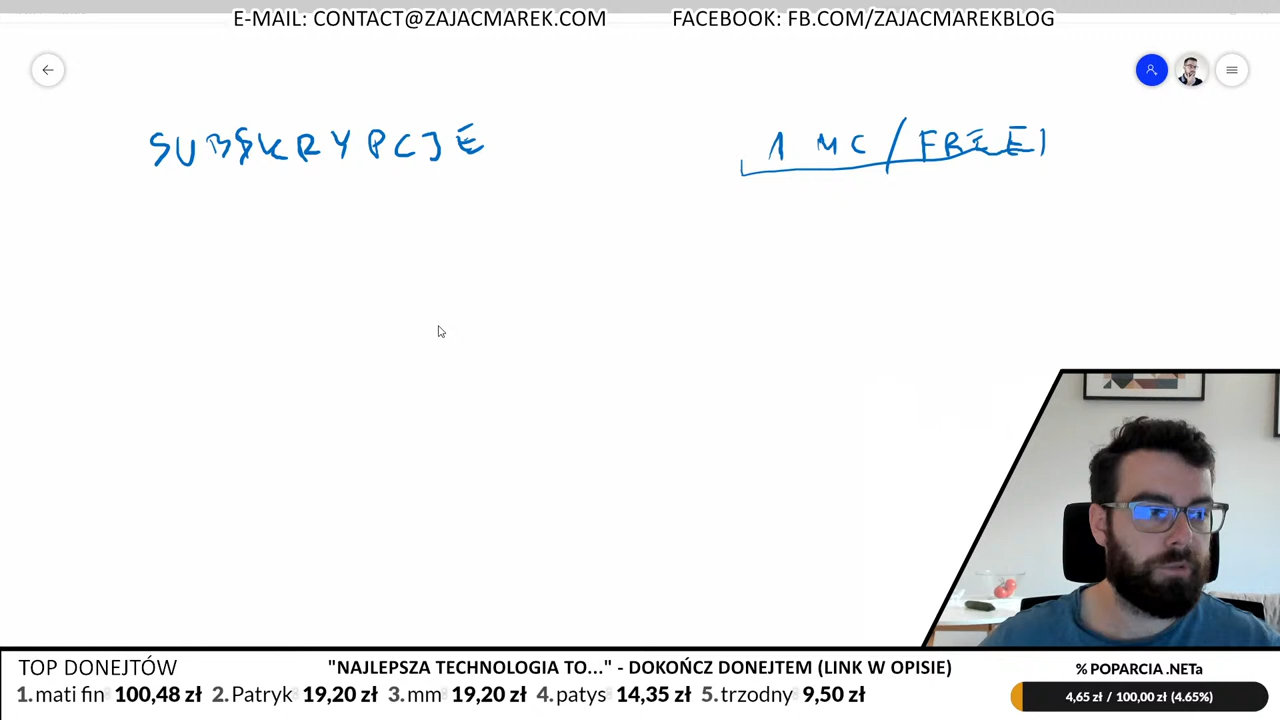 E-MAIL: CONTACT@ZAJACMAREK.COM FACEBOOK: FB.COM/ZAJACMAREKBLOG
SUBSKRYPCJE 1 MC / FREE!
TOP DONEJTÓW "NAJLEPSZA TECHNOLOGIA TO..." - DOKOŃCZ DONEJTEM (LINK W OPISIE) % POPARCIA .NETa
1. mati fin 100,48 zł 2. Patryk 19,20 zł 3. mm 19,20 zł 4. patys 14,35 zł 5. trzodny 9,50 zł 4,65 zł / 100,00 zł (4.65%)